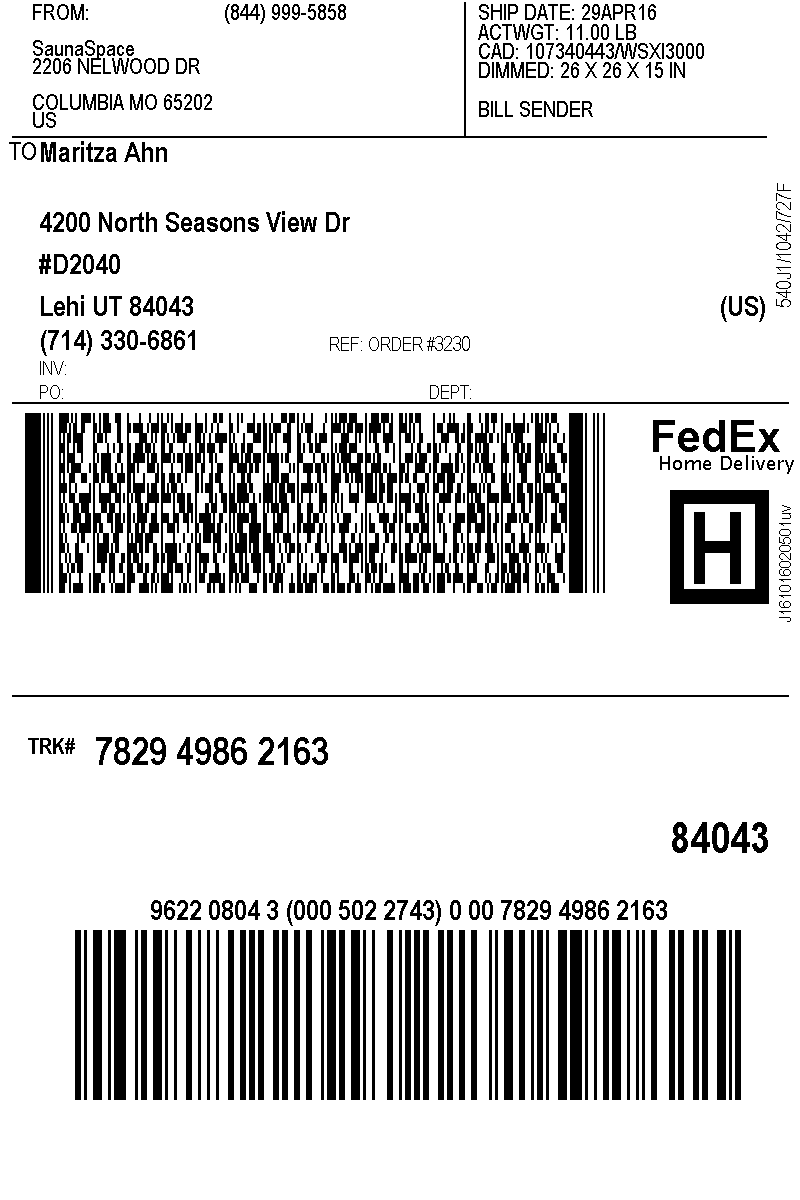 FROM: (844) 999-5858
SaunaSpace
2206 NELWOOD DR
COLUMBIA MO 65202
US
SHIP DATE: 29APR16
ACTWGT: 11.00 LB
CAD: 107340443/WSXI3000
DIMMED: 26 X 26 X 15 IN
BILL SENDER
TO Maritza Ahn
4200 North Seasons View Dr
#D2040
Lehi UT 84043 (US)
(714) 330-6861 REF: ORDER #3230
INV:
PO: DEPT:
540J1/1042/727F
FedEx
Home Delivery
H
J161016020501uv
TRK# 7829 4986 2163
84043
9622 0804 3 (000 502 2743) 0 00 7829 4986 2163